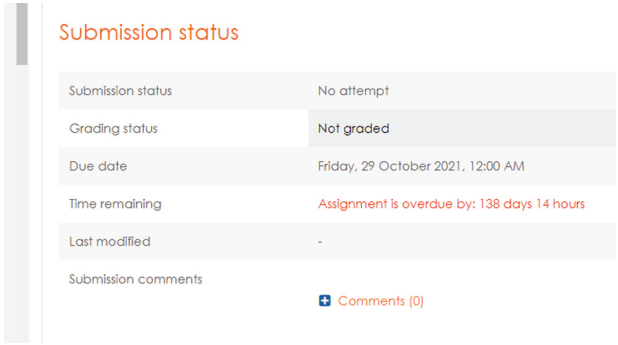 Submission status
Submission status No attempt
Grading status Not graded
Due date Friday, 29 October 2021, 12:00 AM
Time remaining Assignment is overdue by: 138 days 14 hours
Last modified -
Submission comments
Comments (0)